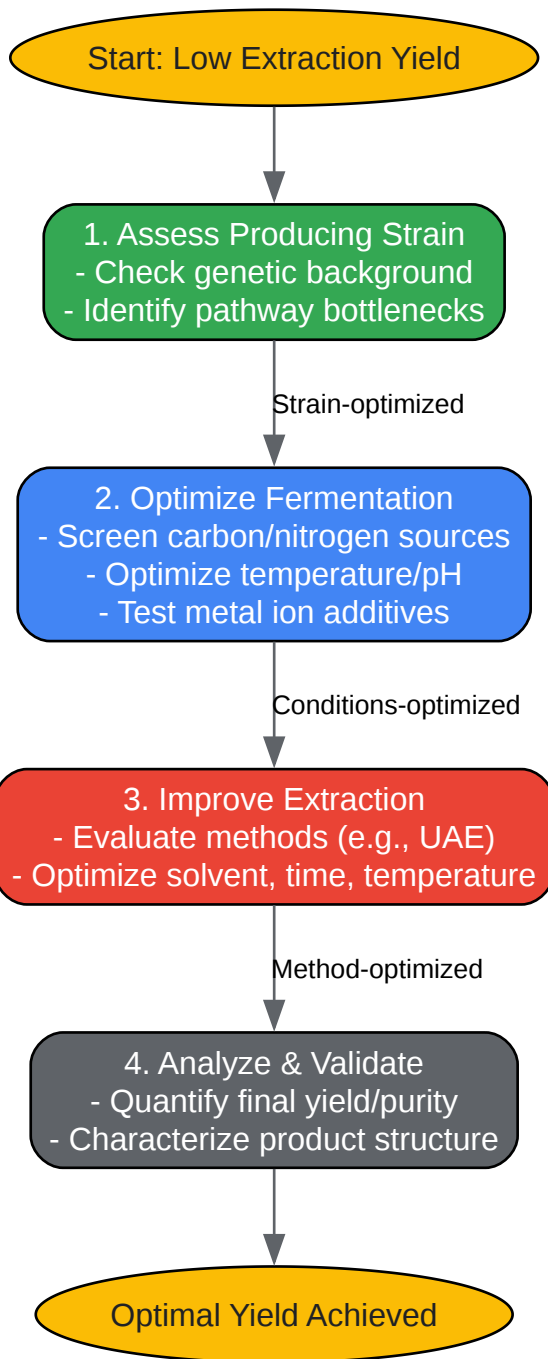 Start: Low Extraction Yield
1. Assess Producing Strain
- Check genetic background
- Identify pathway bottlenecks
Strain-optimized
2. Optimize Fermentation
- Screen carbon/nitrogen sources
- Optimize temperature/pH
- Test metal ion additives
Conditions-optimized
3. Improve Extraction
- Evaluate methods (e.g., UAE)
- Optimize solvent, time, temperature
Method-optimized
4. Analyze & Validate
- Quantify final yield/purity
- Characterize product structure
Optimal Yield Achieved